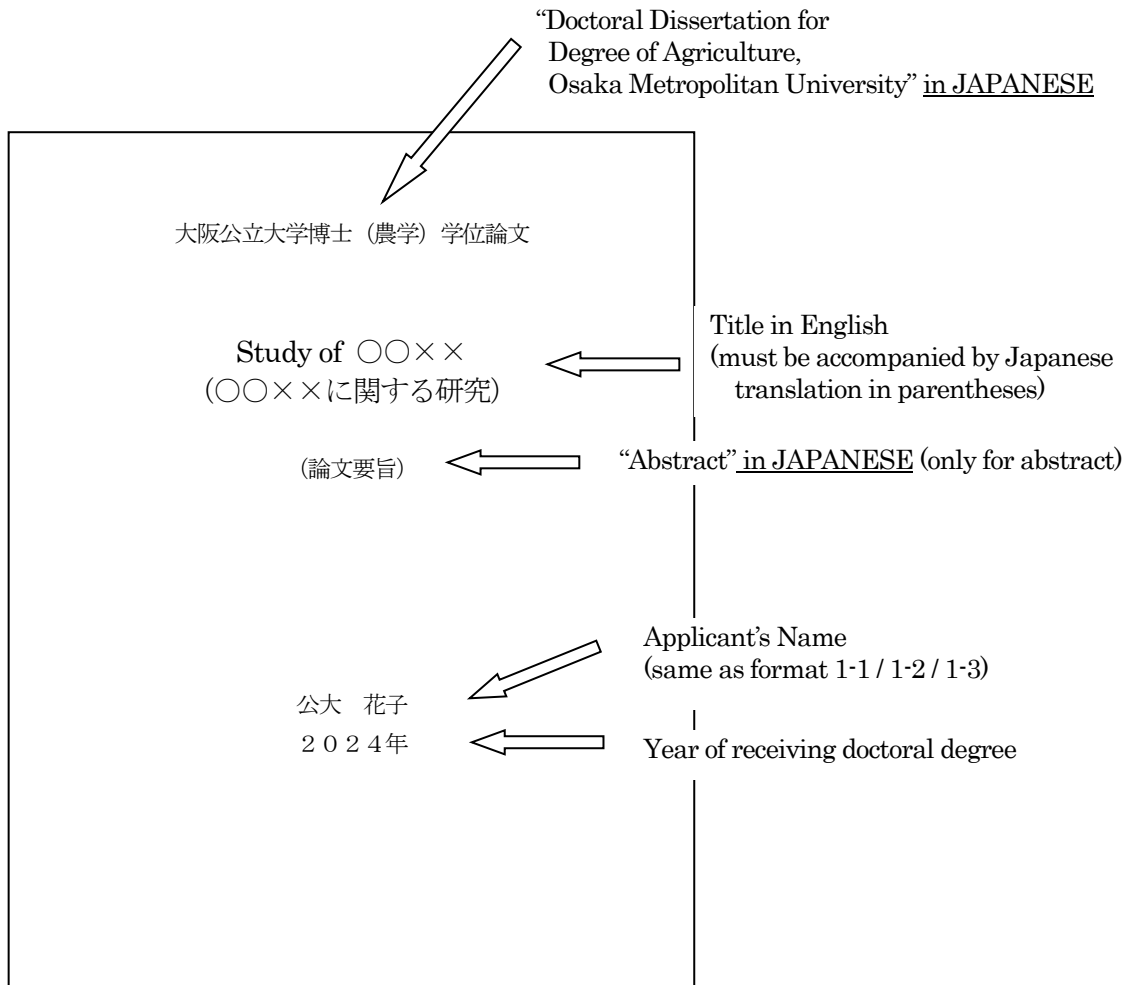 “Doctoral Dissertation for
Degree of Agriculture,
Osaka Metropolitan University” in JAPANESE
大阪公立大学博士（農学）学位論文
Study of ○○××
(○○××に関する研究)
Title in English
(must be accompanied by Japanese
translation in parentheses)
(論文要旨)
“Abstract” in JAPANESE (only for abstract)
Applicant’s Name
(same as format 1-1 / 1-2 / 1-3)
公大　花子
２０２４年
Year of receiving doctoral degree